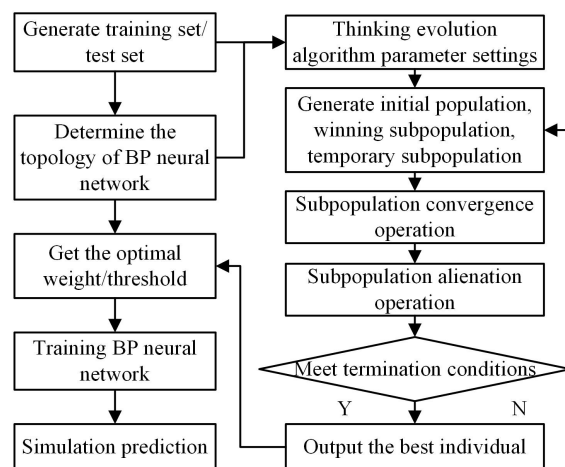 Generate training set/
test set
Determine the
topology of BP neural
network
Get the optimal
weight/threshold
Training BP neural
network
Simulation prediction
Thinking evolution
algorithm parameter settings
Generate initial population,
winning subpopulation,
temporary subpopulation
Subpopulation convergence
operation
Subpopulation alienation
operation
Meet termination conditions
Y
N
Output the best individual